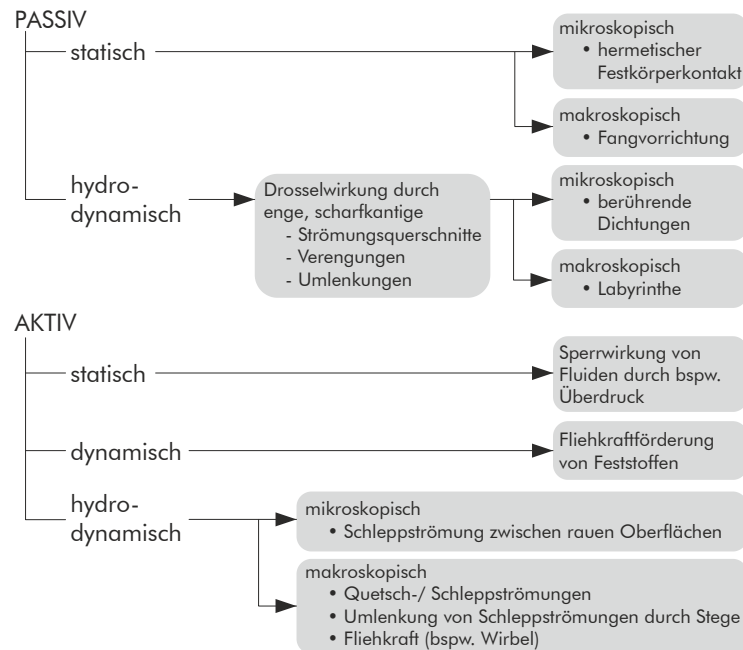 PASSIV
statisch
mikroskopisch
• hermetischer
Festkörperkontakt
makroskopisch
• Fangvorrichtung
hydro-
dynamisch
Drosselwirkung durch
enge, scharfkantige
- Strömungsquerschnitte
- Verengungen
- Umlenkungen
mikroskopisch
• berührende
Dichtungen
makroskopisch
• Labyrinthe
AKTIV
statisch
Sperrwirkung von
Fluiden durch bspw.
Überdruck
dynamisch
Fliehkraftförderung
von Feststoffen
hydro-
dynamisch
mikroskopisch
• Schleppströmung zwischen rauen Oberflächen
makroskopisch
• Quetsch-/ Schleppströmungen
• Umlenkung von Schleppströmungen durch Stege
• Fliehkraft (bspw. Wirbel)